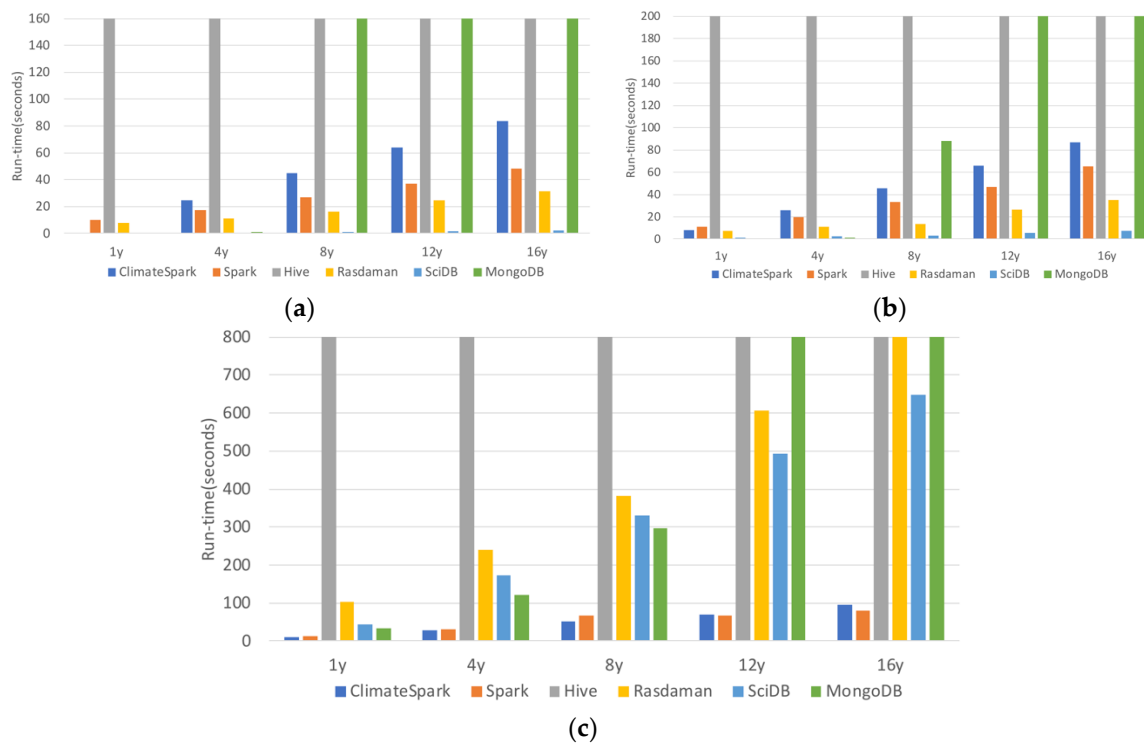 160
140
120
100
80
60
40
20
0
Run-time(seconds)
1y 4y 8y 12y 16y
ClimateSpark Spark Hive Rasdaman SciDB MongoDB
(a)
200
180
160
140
120
100
80
60
40
20
0
Run-time(seconds)
1y 4y 8y 12y 16y
ClimateSpark Spark Hive Rasdaman SciDB MongoDB
(b)
800
700
600
500
400
300
200
100
0
Run-time(seconds)
1y 4y 8y 12y 16y
ClimateSpark Spark Hive Rasdaman SciDB MongoDB
(c)